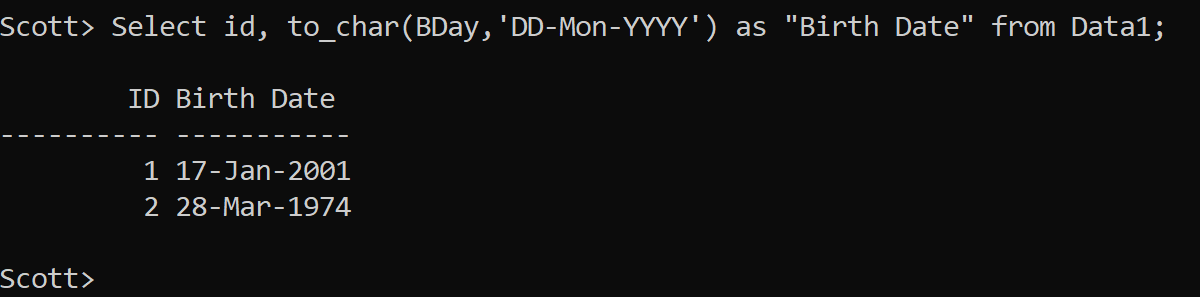 Scott> Select id, to_char(BDay,'DD-Mon-YYYY') as "Birth Date" from Data1;
        ID Birth Date
---------- -----------
         1 17-Jan-2001
         2 28-Mar-1974
Scott>